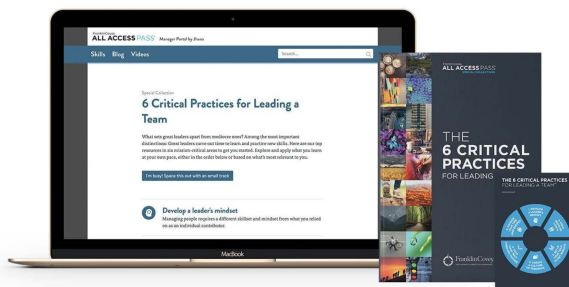 FranklinCovey
ALL ACCESS PASS Manager Portal by Jhana
Skills Blog Videos
Search...
Special Collection
6 Critical Practices for Leading a
Team
What sets great leaders apart from mediocre ones? Among the most important
distinctions: Great leaders carve out time to learn and practice new skills. Here are our top
resources in six mission-critical areas to get you started. Explore and apply what you learn
at your own pace, either in the order below or based on what's most relevant to you.
I'm busy! Space this out with an email track
Develop a leader's mindset
Managing people requires a different skillset and mindset from what you relied
on as an individual contributor.
MacBook
FranklinCovey
ALL ACCESS PASS
SPECIAL COLLECTION
THE
6 CRITICAL
PRACTICES
FOR LEADING
FranklinCovey
THE 6 CRITICAL PRACTICES
FOR LEADING A TEAM